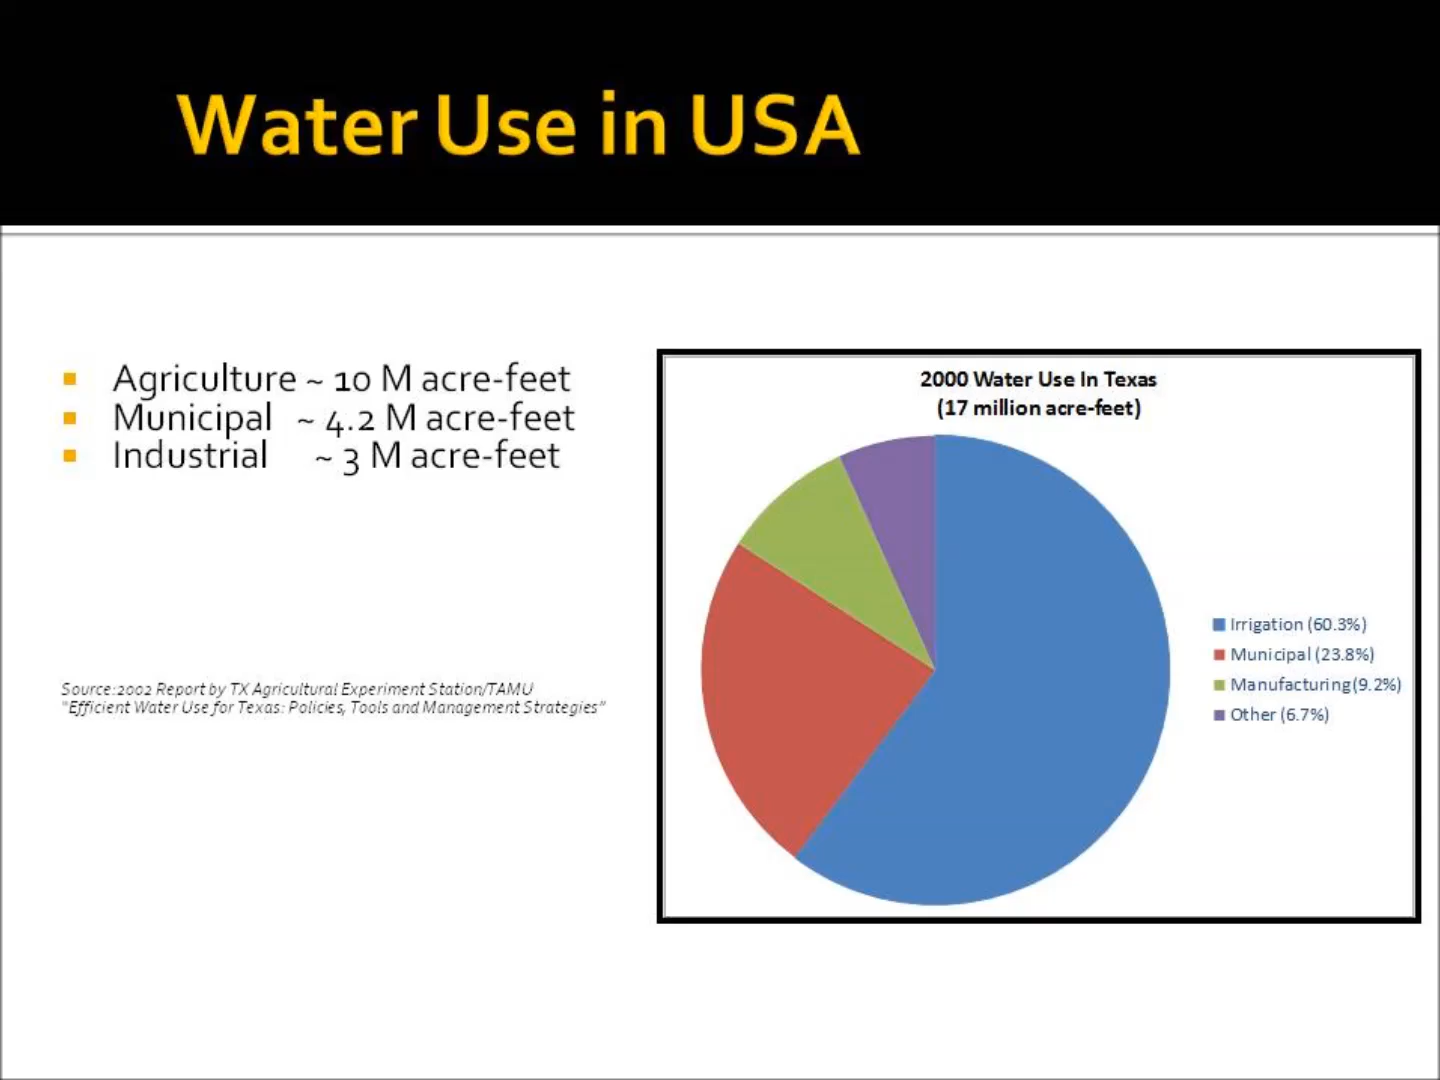 Water Use in USA
Agriculture ~ 10 M acre-feet
Municipal ~ 4.2 M acre-feet
Industrial ~ 3 M acre-feet
Source:2002 Report by TX Agricultural Experiment Station/TAMU
"Efficient Water Use for Texas: Policies, Tools and Management Strategies"
2000 Water Use In Texas
(17 million acre-feet)
Irrigation (60.3%)
Municipal (23.8%)
Manufacturing(9.2%)
Other (6.7%)